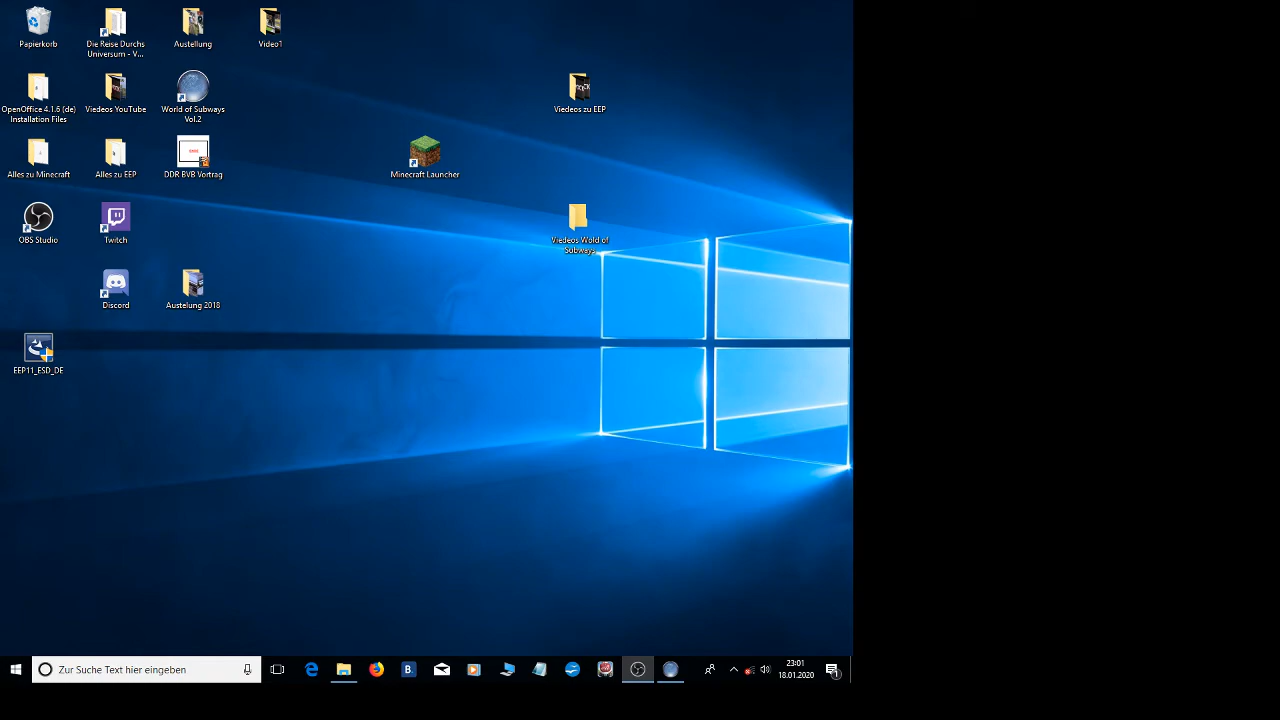 Papierkorb
Die Reise Durchs
Universum - V...
Austellung
Video1
OpenOffice 4.1.6 (de)
Installation Files
Viedeos YouTube
World of Subways
Vol.2
Viedeos zu EEP
Alles zu Minecraft
Alles zu EEP
DDR BVB Vortrag
Minecraft Launcher
OBS Studio
Twitch
Viedeos Wold of
Subways
Discord
Austelung 2018
EEP11_ESD_DE
Zur Suche Text hier eingeben
B.
23:01
18.01.2020
1